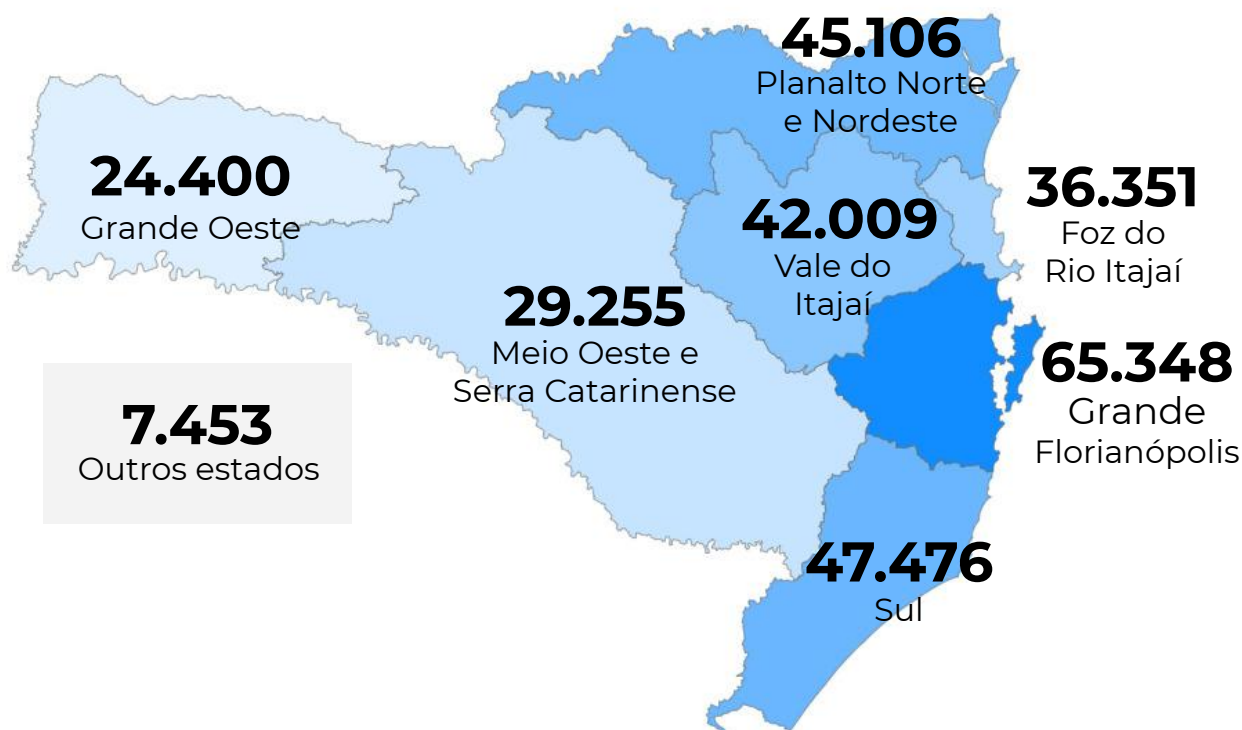 45.106
Planalto Norte
e Nordeste
24.400
Grande Oeste
36.351
Foz do
Rio Itajaí
42.009
Vale do
Itajaí
29.255
Meio Oeste e
Serra Catarinense
65.348
Grande
Florianópolis
7.453
Outros estados
47.476
Sul